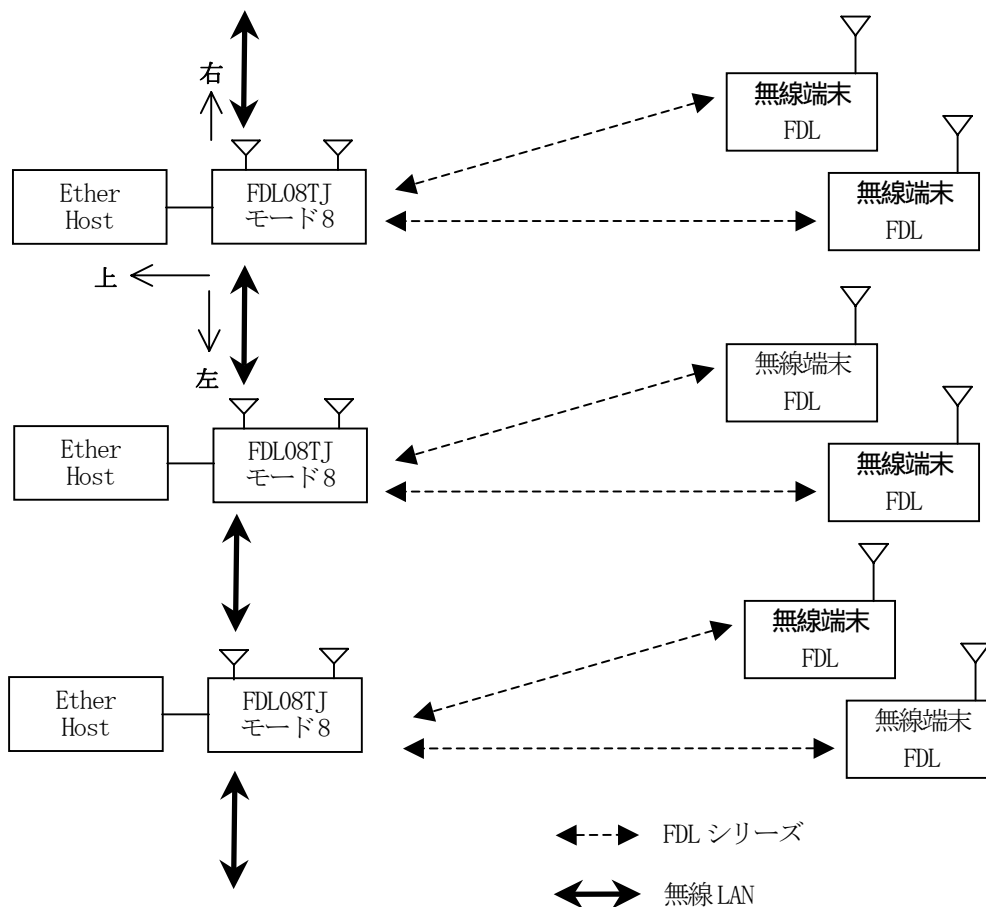 右
無線端末
FDL
Ether
Host
FDL08TJ
モード8
無線端末
FDL
上
左
無線端末
FDL
Ether
Host
FDL08TJ
モード8
無線端末
FDL
無線端末
FDL
Ether
Host
FDL08TJ
モード8
無線端末
FDL
FDL シリーズ
無線 LAN